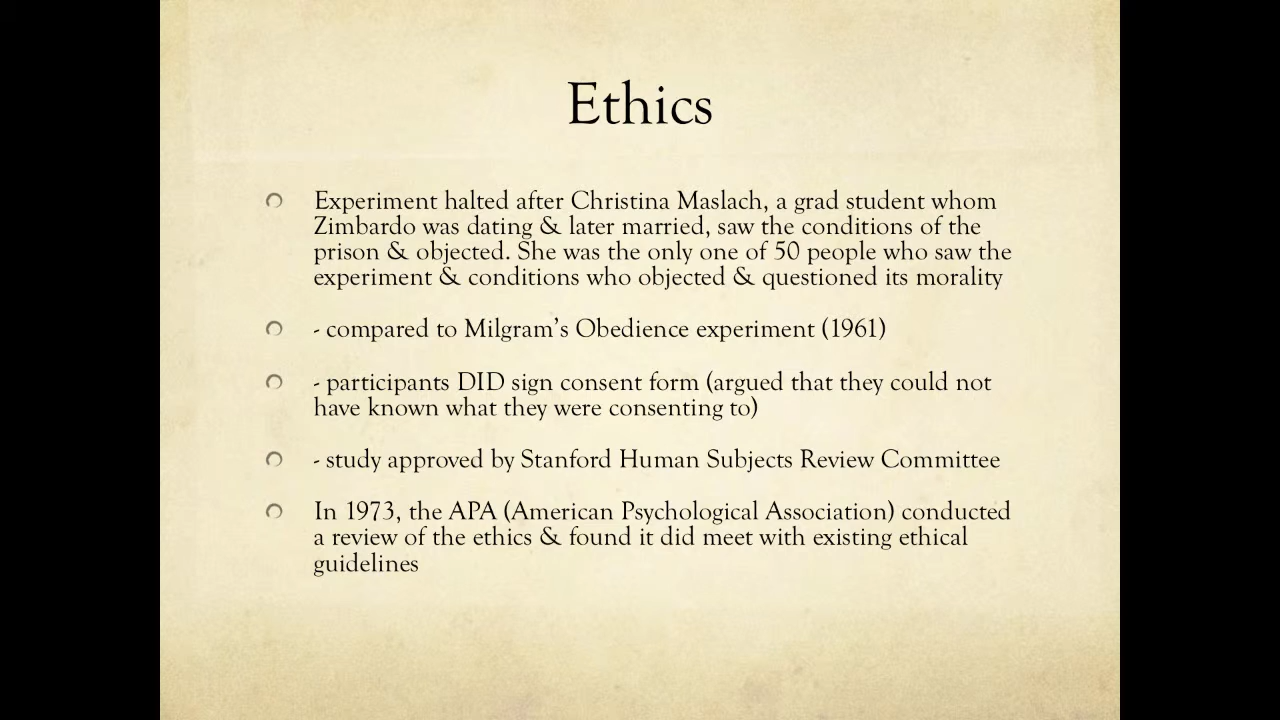 Ethics
Experiment halted after Christina Maslach, a grad student whom
Zimbardo was dating & later married, saw the conditions of the
prison & objected. She was the only one of 50 people who saw the
experiment & conditions who objected & questioned its morality
- compared to Milgram’s Obedience experiment (1961)
- participants DID sign consent form (argued that they could not
have known what they were consenting to)
- study approved by Stanford Human Subjects Review Committee
In 1973, the APA (American Psychological Association) conducted
a review of the ethics & found it did meet with existing ethical
guidelines